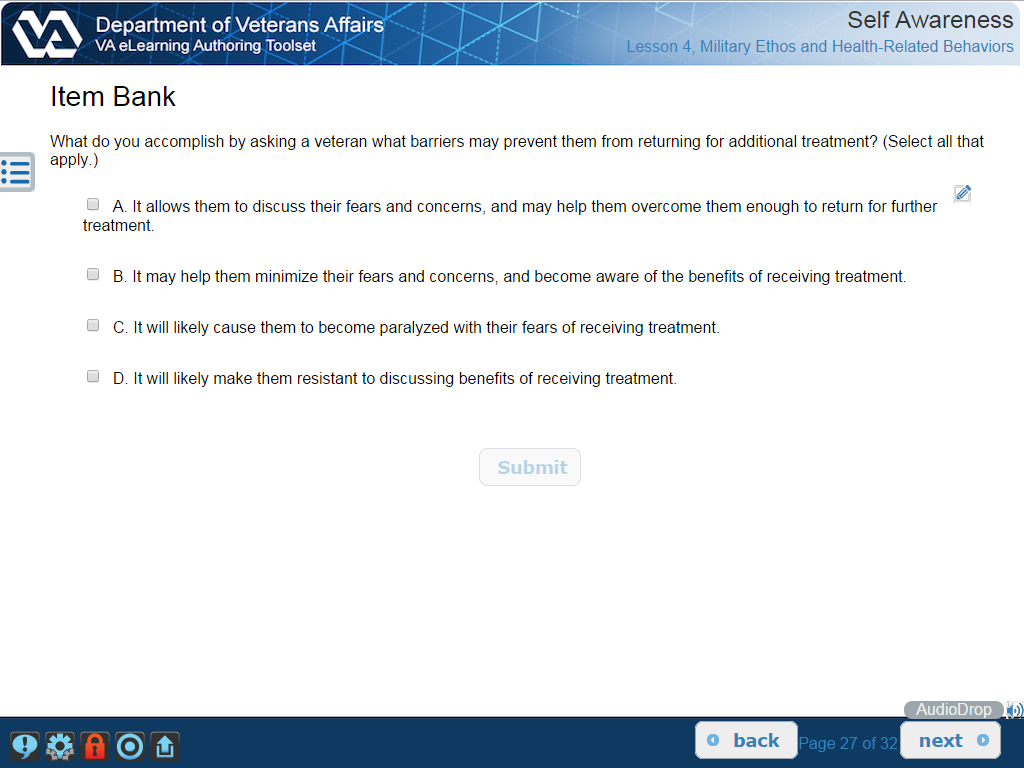 Department of Veterans Affairs
VA eLearning Authoring Toolset
Self Awareness
Lesson 4, Military Ethos and Health-Related Behaviors
Item Bank
What do you accomplish by asking a veteran what barriers may prevent them from returning for additional treatment? (Select all that
apply.)
A. It allows them to discuss their fears and concerns, and may help them overcome them enough to return for further
treatment.
B. It may help them minimize their fears and concerns, and become aware of the benefits of receiving treatment.
C. It will likely cause them to become paralyzed with their fears of receiving treatment.
D. It will likely make them resistant to discussing benefits of receiving treatment.
Submit
AudioDrop
back
Page 27 of 32
next